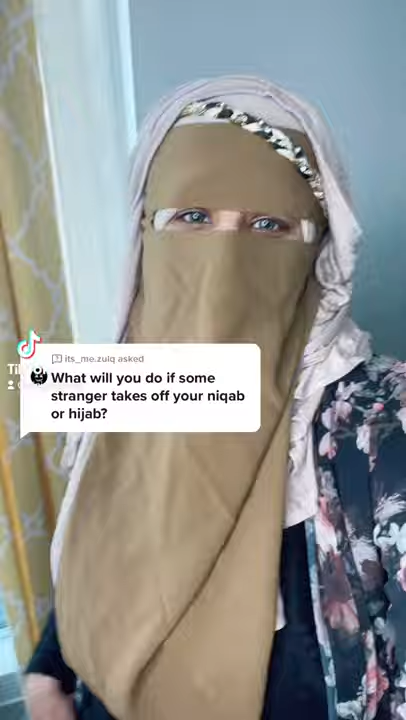 its_me.zulq asked
What will you do if some
stranger takes off your niqab
or hijab?